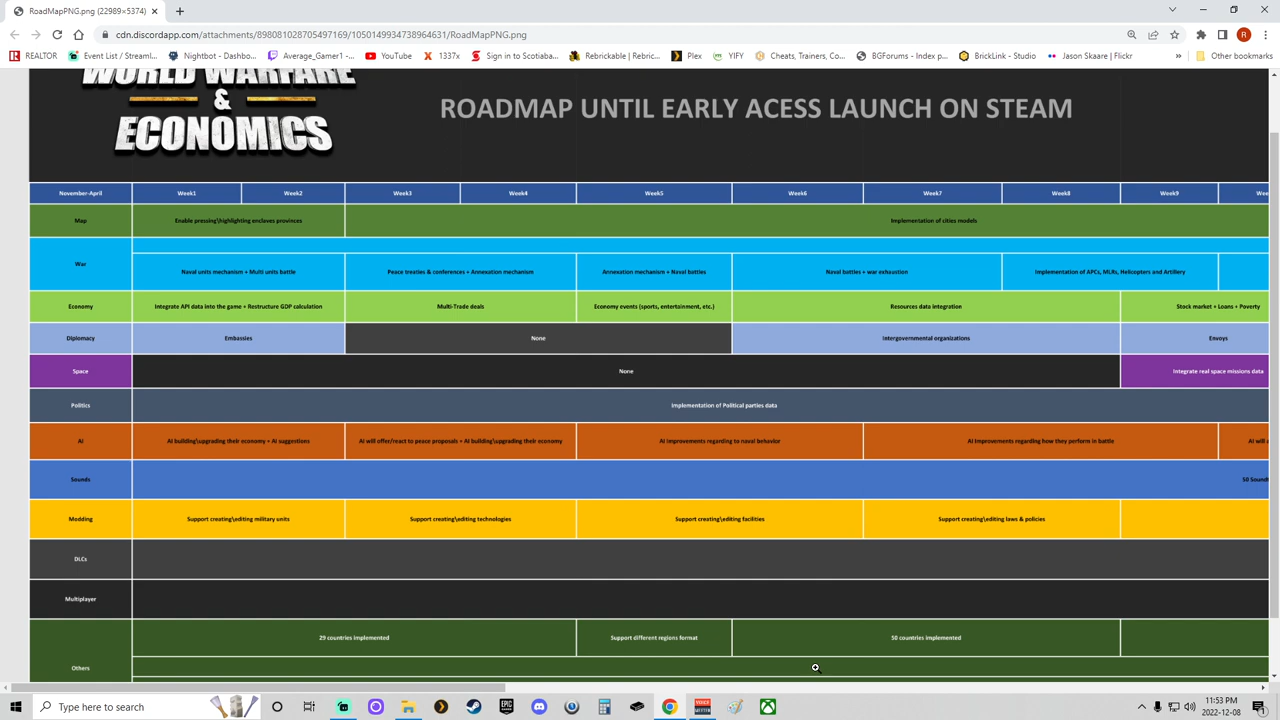 RoadMapPNG.png (22989×5374)
cdn.discordapp.com/attachments/898081028705497169/1050149934738964631/RoadMapPNG.png
REALTOR
Event List / Streaml...
Nightbot - Dashbo...
Average_Gamer1 -...
YouTube
1337x
Sign in to Scotiaba...
Rebrickable | Rebric...
Plex
YIFY
Cheats, Trainers, Co...
BGForums - Index p...
BrickLink - Studio
Jason Skaare | Flickr
Other bookmarks
WORLD WARFARE
&
ECONOMICS
ROADMAP UNTIL EARLY ACESS LAUNCH ON STEAM
November-April Week1 Week2 Week3 Week4 Week5 Week6 Week7 Week8 Week9 Wee
Map Enable pressing\highlighting enslaves provinces Implementation of cities models
War
Naval units mechanism + Multi units battle Peace treaties & conferences + Annexation mechanism Annexation mechanism + Naval battles Naval battles + war exhaustion Implementation of APCs, MLRs, Helicopters and Artillery
Economy Integrate API data into the game + Restructure GDP calculation Multi-Trade deals Economy events (sports, entertainment, etc.) Resources data integration Stock market + Loans + Poverty
Diplomacy Embassies None Intergovernmental organizations Envoys
Space None Integrate real space missions data
Politics Implementation of Political parties data
AI AI building\upgrading their economy + AI suggestions AI will offer/react to peace proposals + AI building\upgrading their economy AI improvements regarding to naval behavior AI Improvements regarding how they perform in battle AI will
Sounds 50 Sound
Modding Support creating\editing military units Support creating\editing technologies Support creating\editing facilities Support creating\editing laws & policies
DLCs
Multiplayer
29 countries implemented Support different regions format 50 countries implemented
Others
Type here to search
11:53 PM
2022-12-08